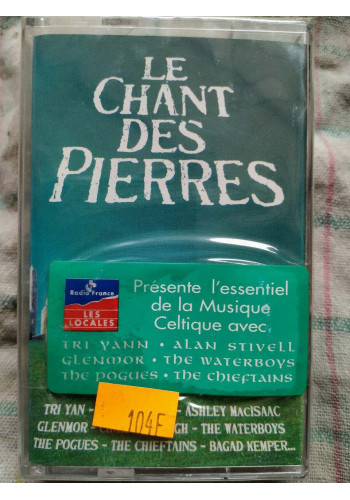 LE
CHANT
DES
PIERRES
Radio France
LES
LOCALES
Présente l'essentiel
de la Musique
Celtique avec
TRI YANN • ALAN STIVELL
GLENMOR • THE WATERBOYS
THE POGUES • THE CHIEFTAINS
104F
TRI YAN - - ASHLEY MacISAAC
GLENMOR - - THE WATERBOYS
THE POGUES - THE CHIEFTAINS - BAGAD KEMPER...